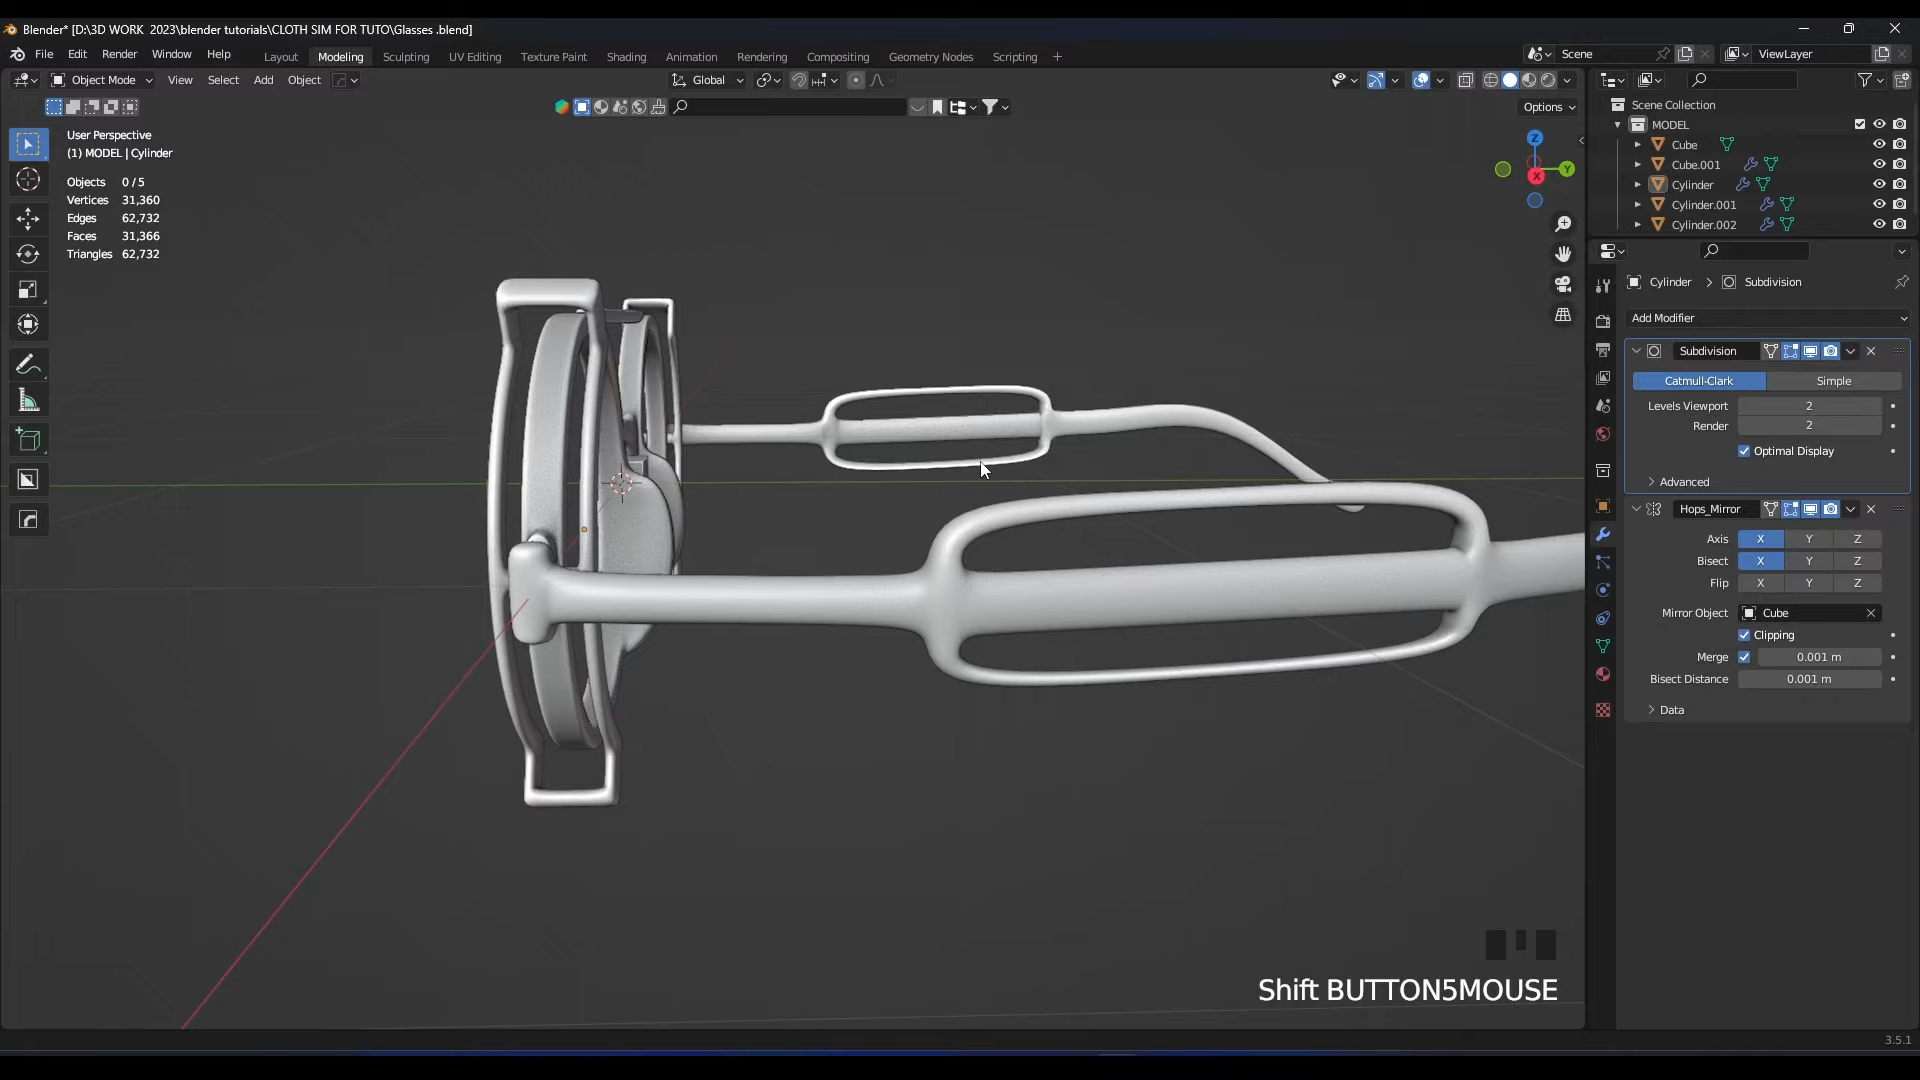 Blender* [D:\3D WORK 2023\blender tutorials\CLOTH SIM FOR TUTO\Glasses .blend]
File Edit Render Window Help Layout Modeling Sculpting UV Editing Texture Paint Shading Animation Rendering Compositing Geometry Nodes Scripting + Scene ViewLayer
Object Mode View Select Add Object Global
Options
User Perspective
(1) MODEL | Cylinder
Objects 0/5
Vertices 31,360
Edges 62,732
Faces 31,366
Triangles 62,732
Z
Y
X
Scene Collection
MODEL
Cube
Cube.001
Cylinder
Cylinder.001
Cylinder.002
Cylinder > Subdivision
Add Modifier
Subdivision
Catmull-Clark Simple
Levels Viewport 2
Render 2
Optimal Display
Advanced
Hops_Mirror
Axis X Y Z
Bisect X Y Z
Flip X Y Z
Mirror Object Cube
Clipping
Merge 0.001 m
Bisect Distance 0.001 m
Data
Shift BUTTON5MOUSE
3.5.1